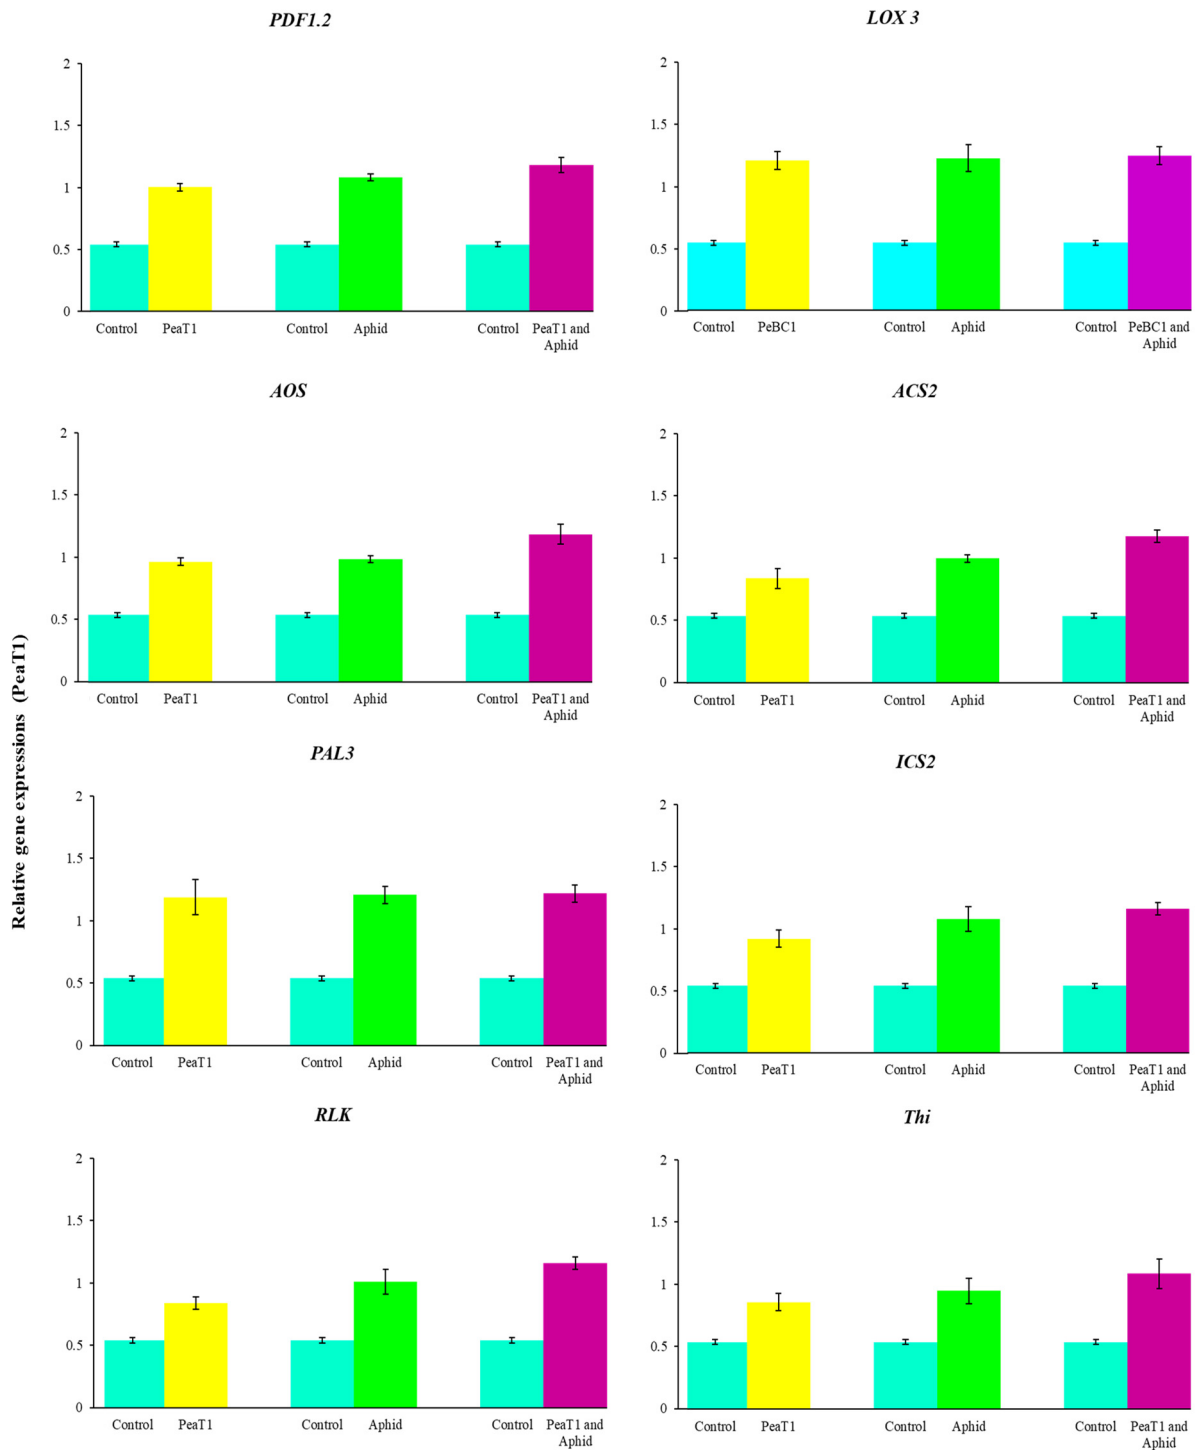 PDF1.2
2
1.5
1
0.5
0
Control PeaT1 Control Aphid Control PeaT1 and
Aphid
LOX 3
2
1.5
1
0.5
0
Control PeBC1 Control Aphid Control PeBC1 and
Aphid
AOS
2
1.5
1
0.5
0
Control PeaT1 Control Aphid Control PeaT1 and
Aphid
ACS2
2
1.5
1
0.5
0
Control PeaT1 Control Aphid Control PeaT1 and
Aphid
Relative gene expressions (PeaT1)
PAL3
2
1.5
1
0.5
0
Control PeaT1 Control Aphid Control PeaT1 and
Aphid
ICS2
2
1.5
1
0.5
0
Control PeaT1 Control Aphid Control PeaT1 and
Aphid
RLK
2
1.5
1
0.5
0
Control PeaT1 Control Aphid Control PeaT1 and
Aphid
Thi
2
1.5
1
0.5
0
Control PeaT1 Control Aphid Control PeaT1 and
Aphid